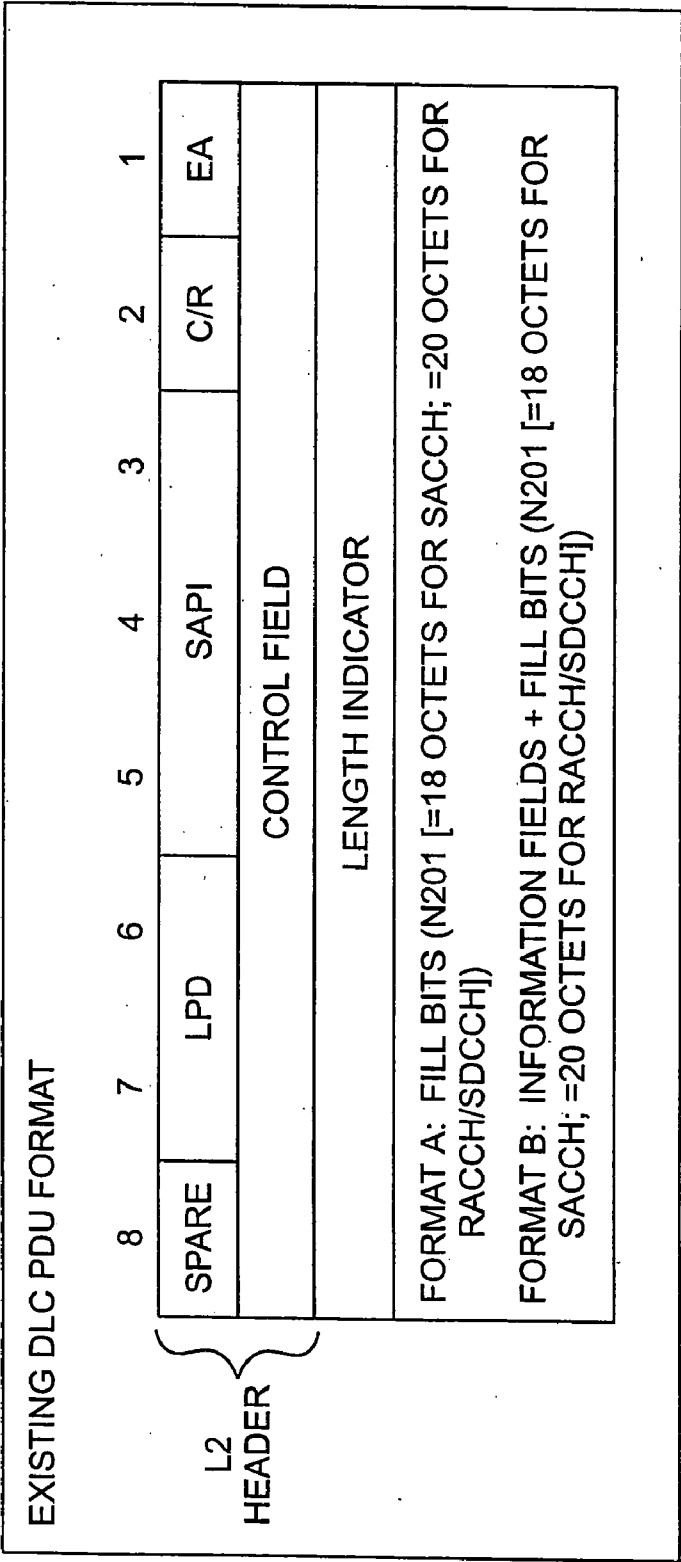 EXISTING DLC PDU FORMAT
8 7 6 5 4 3 2 1
SPARE LPD SAPI C/R EA
L2
HEADER
CONTROL FIELD
LENGTH INDICATOR
FORMAT A: FILL BITS (N201 [=18 OCTETS FOR SACCH; =20 OCTETS FOR
RACCH/SDCCH])
FORMAT B: INFORMATION FIELDS + FILL BITS (N201 [=18 OCTETS FOR
SACCH; =20 OCTETS FOR RACCH/SDCCH])